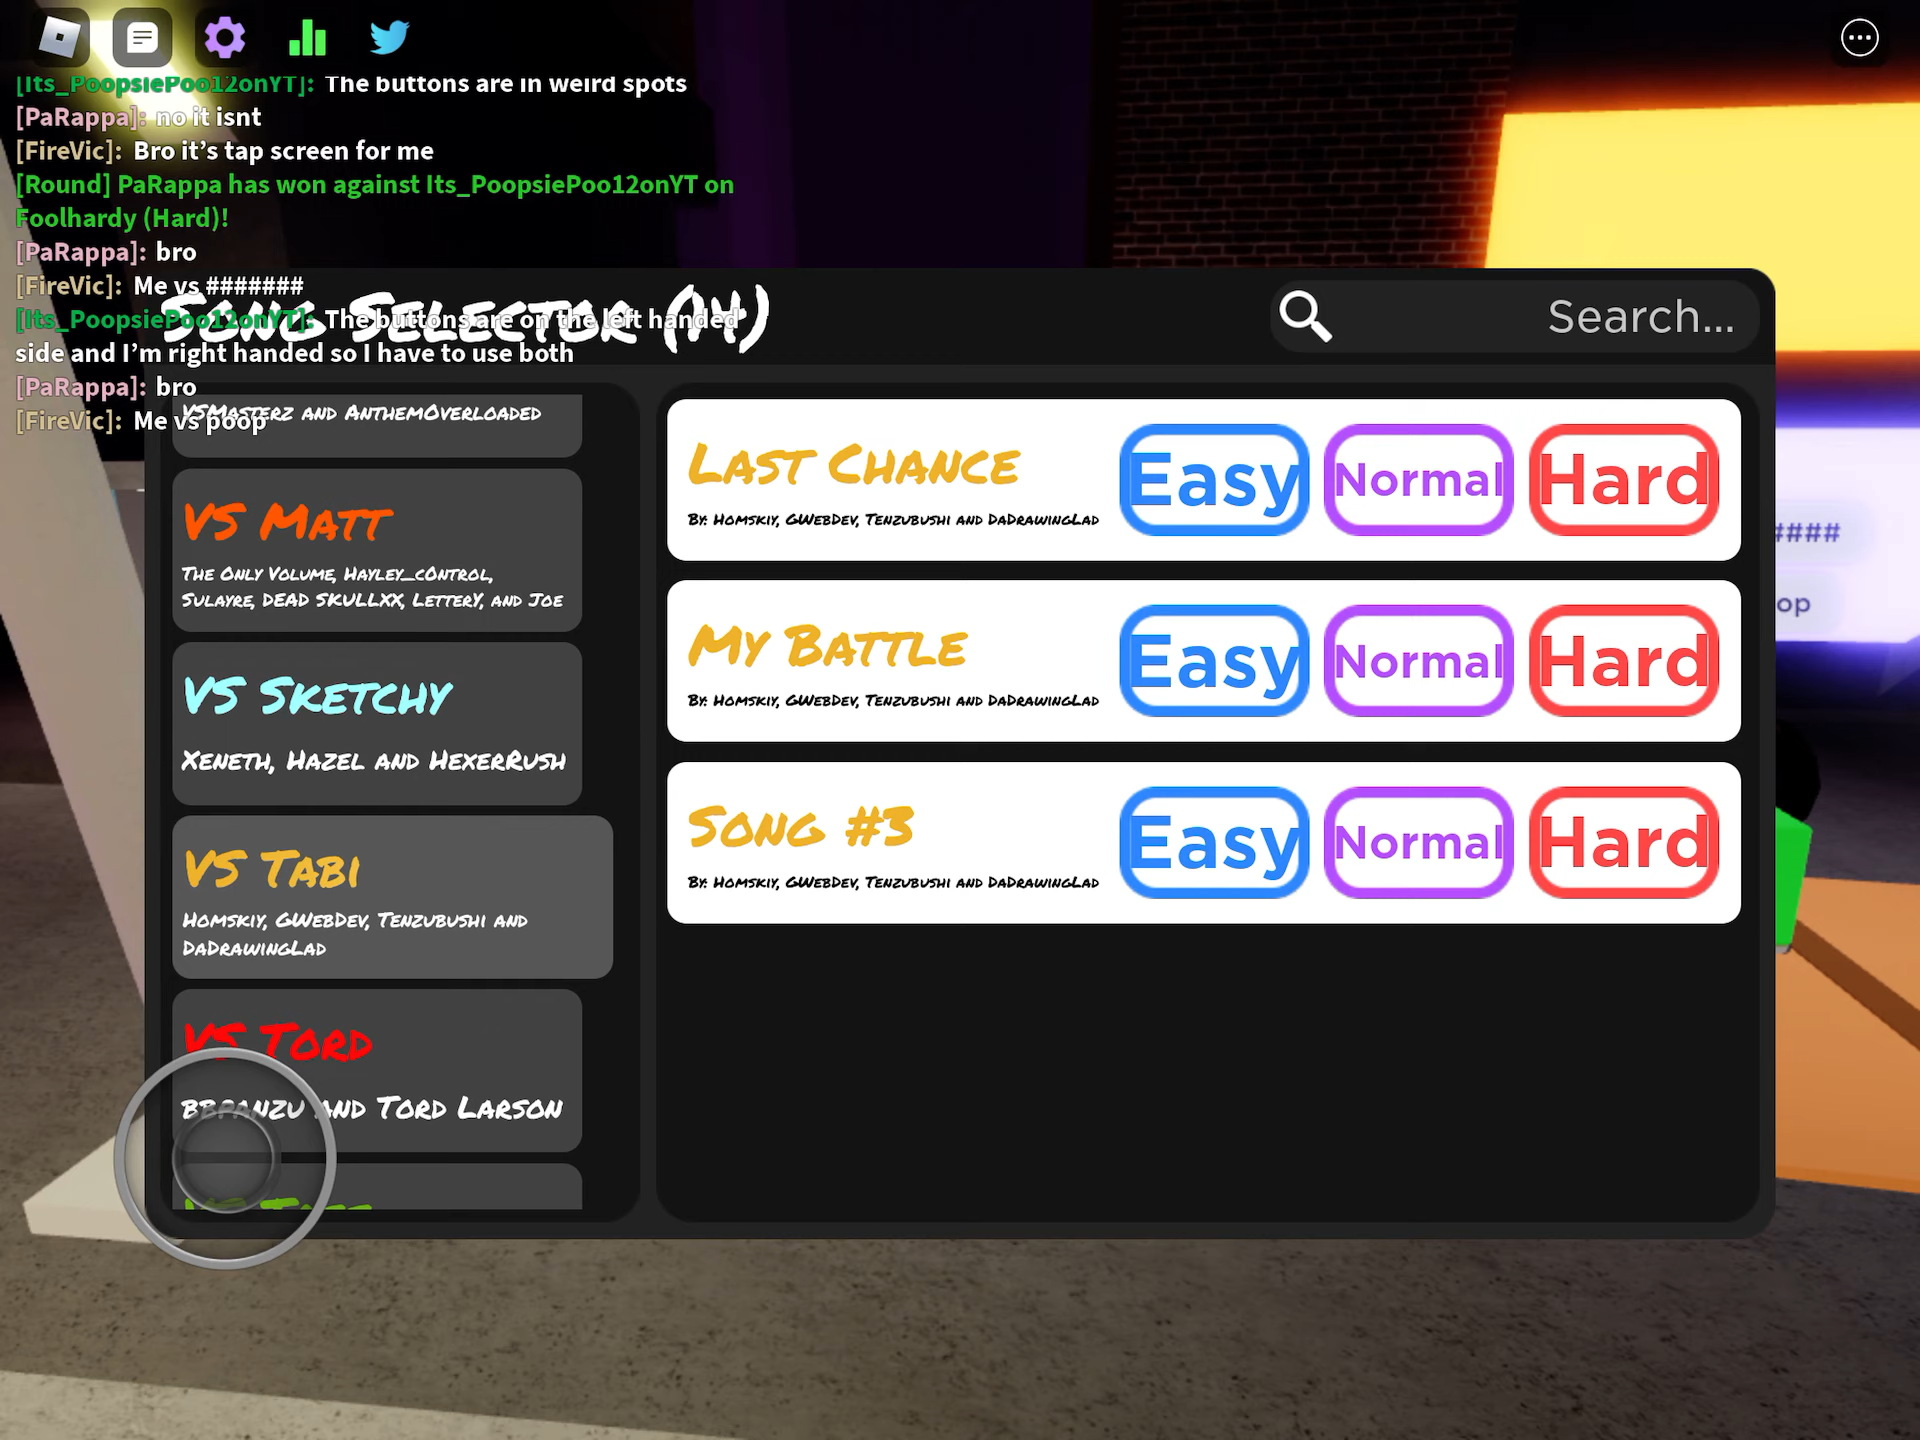 [Its_PoopsiePoo12onYT]: The buttons are in weird spots
[PaRappa]: no it isnt
[FireVic]: Bro it's tap screen for me
[Round] PaRappa has won against Its_PoopsiePoo12onYT on
Foolhardy (Hard)!
[PaRappa]: bro
[FireVic]: Me vs #######
[Its_PoopsiePoo12onYT]: The buttons are on the left handed
side and I'm right handed so I have to use both
[PaRappa]: bro
[FireVic]: Me vs poop
Song Selector (14)
Search...
VSMasterz and AnthemOverloaded
VS Matt
The Only Volume, Hayley_c0ntrol,
Sulayre, DEAD SKULLXX, LetterY, and Joe
VS Sketchy
Xeneth, Hazel and HexerRush
VS Tabi
Homskiy, GWebDev, Tenzubushi and
DaDrawingLad
VS Tord
bbpanzu and Tord Larson
Last Chance
By: Homskiy, GWebDev, Tenzubushi and DaDrawingLad
Easy Normal Hard
My Battle
By: Homskiy, GWebDev, Tenzubushi and DaDrawingLad
Easy Normal Hard
Song #3
By: Homskiy, GWebDev, Tenzubushi and DaDrawingLad
Easy Normal Hard
####
op